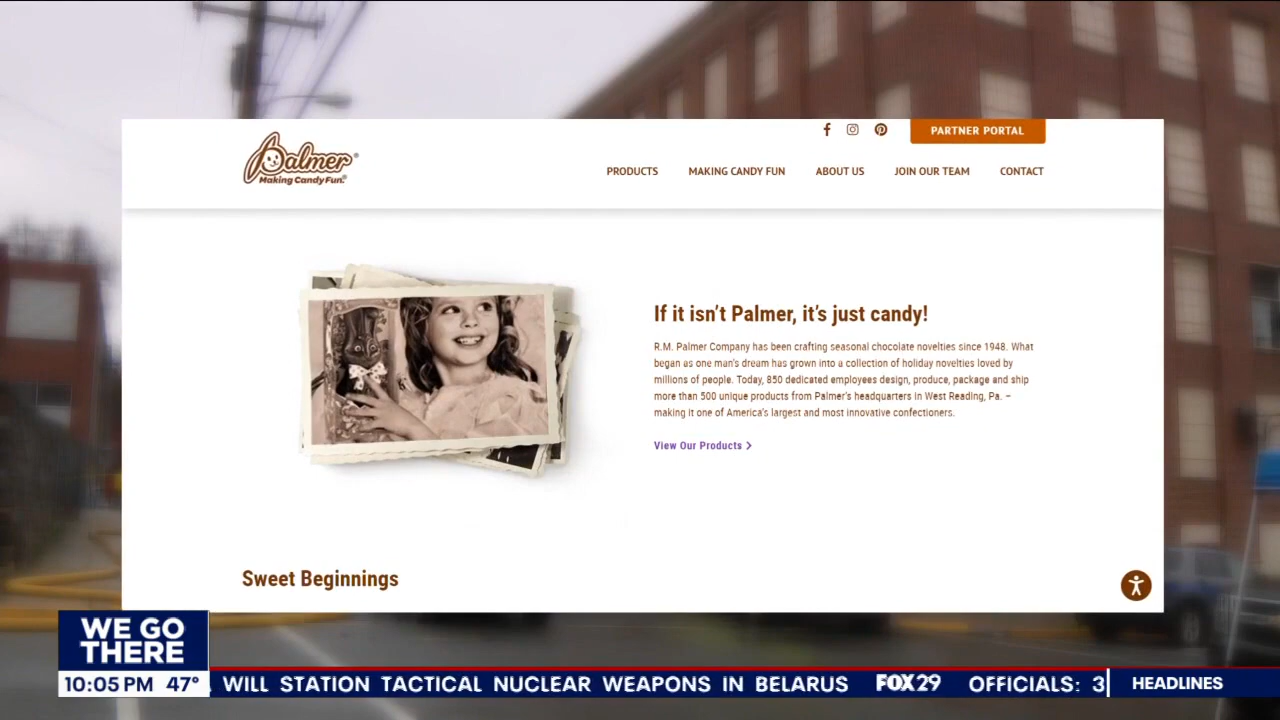 Palmer®
Making Candy Fun.®
PARTNER PORTAL
PRODUCTS MAKING CANDY FUN ABOUT US JOIN OUR TEAM CONTACT
If it isn't Palmer, it's just candy!
R.M. Palmer Company has been crafting seasonal chocolate novelties since 1948. What
began as one man's dream has grown into a collection of holiday novelties loved by
millions of people. Today, 850 dedicated employees design, produce, package and ship
more than 500 unique products from Palmer's headquarters in West Reading, Pa. –
making it one of America's largest and most innovative confectioners.
View Our Products
Sweet Beginnings
WE GO
THERE
10:05 PM 47°
WILL STATION TACTICAL NUCLEAR WEAPONS IN BELARUS FOX 29 OFFICIALS: 3 HEADLINES